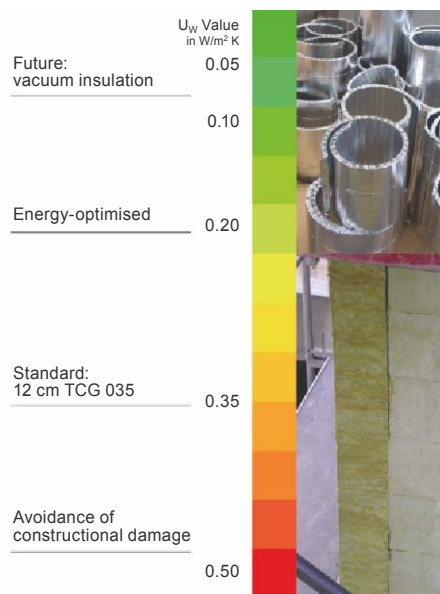 U_W Value
in W/m² K
Future:
vacuum insulation
0.05
0.10
Energy-optimised
0.20
Standard:
12 cm TCG 035
0.35
Avoidance of
constructional damage
0.50